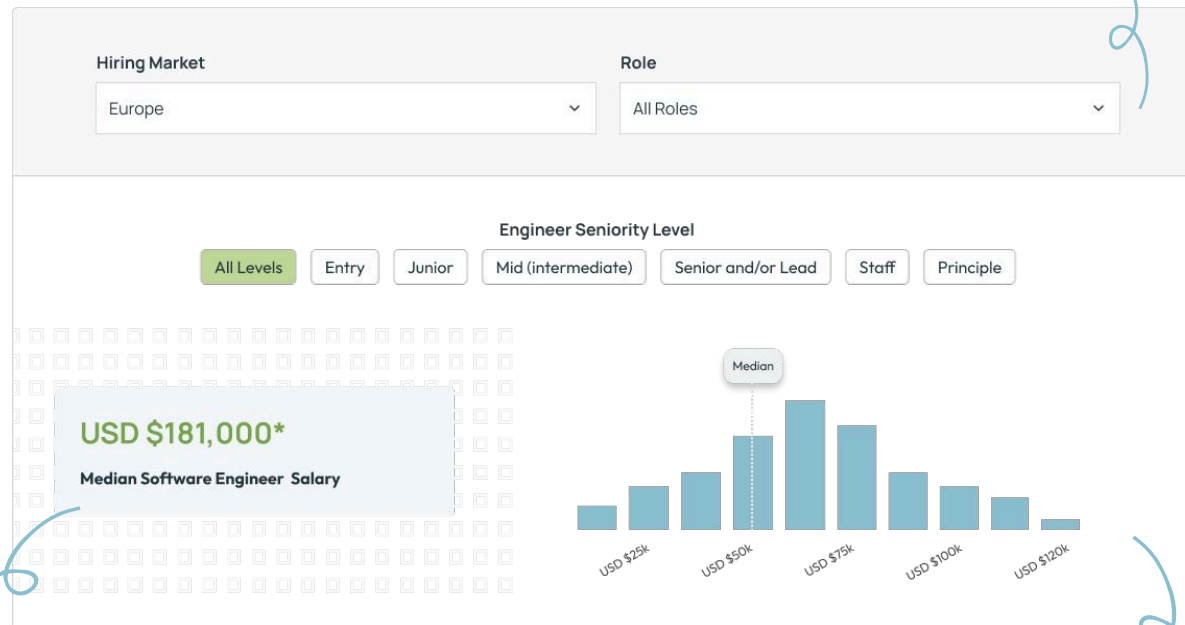 Hiring Market
Role
Europe
All Roles
Engineer Seniority Level
All Levels
Entry
Junior
Mid (intermediate)
Senior and/or Lead
Staff
Principle
USD $181,000*
Median Software Engineer Salary
Median
USD $25k
USD $50k
USD $75k
USD $100k
USD $120k